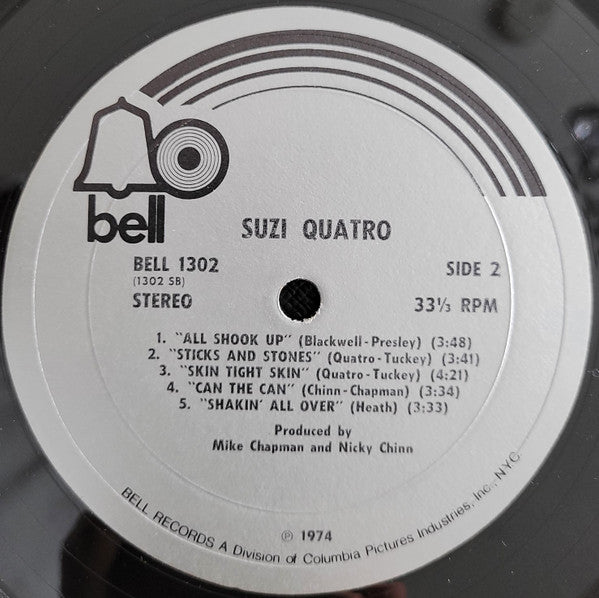 bell
SUZI QUATRO
BELL 1302
SIDE 2
(1302 SB)
STEREO
33⅓ RPM
1. "ALL SHOOK UP" (Blackwell-Presley) (3:48)
2. "STICKS AND STONES" (Quatro-Tuckey) (3:41)
3. "SKIN TIGHT SKIN" (Quatro-Tuckey) (4:21)
4. "CAN THE CAN" (Chinn-Chapman) (3:34)
5. "SHAKIN' ALL OVER" (Heath) (3:33)
Produced by
Mike Chapman and Nicky Chinn
℗ 1974
BELL RECORDS A Division of Columbia Pictures Industries, Inc., NYC